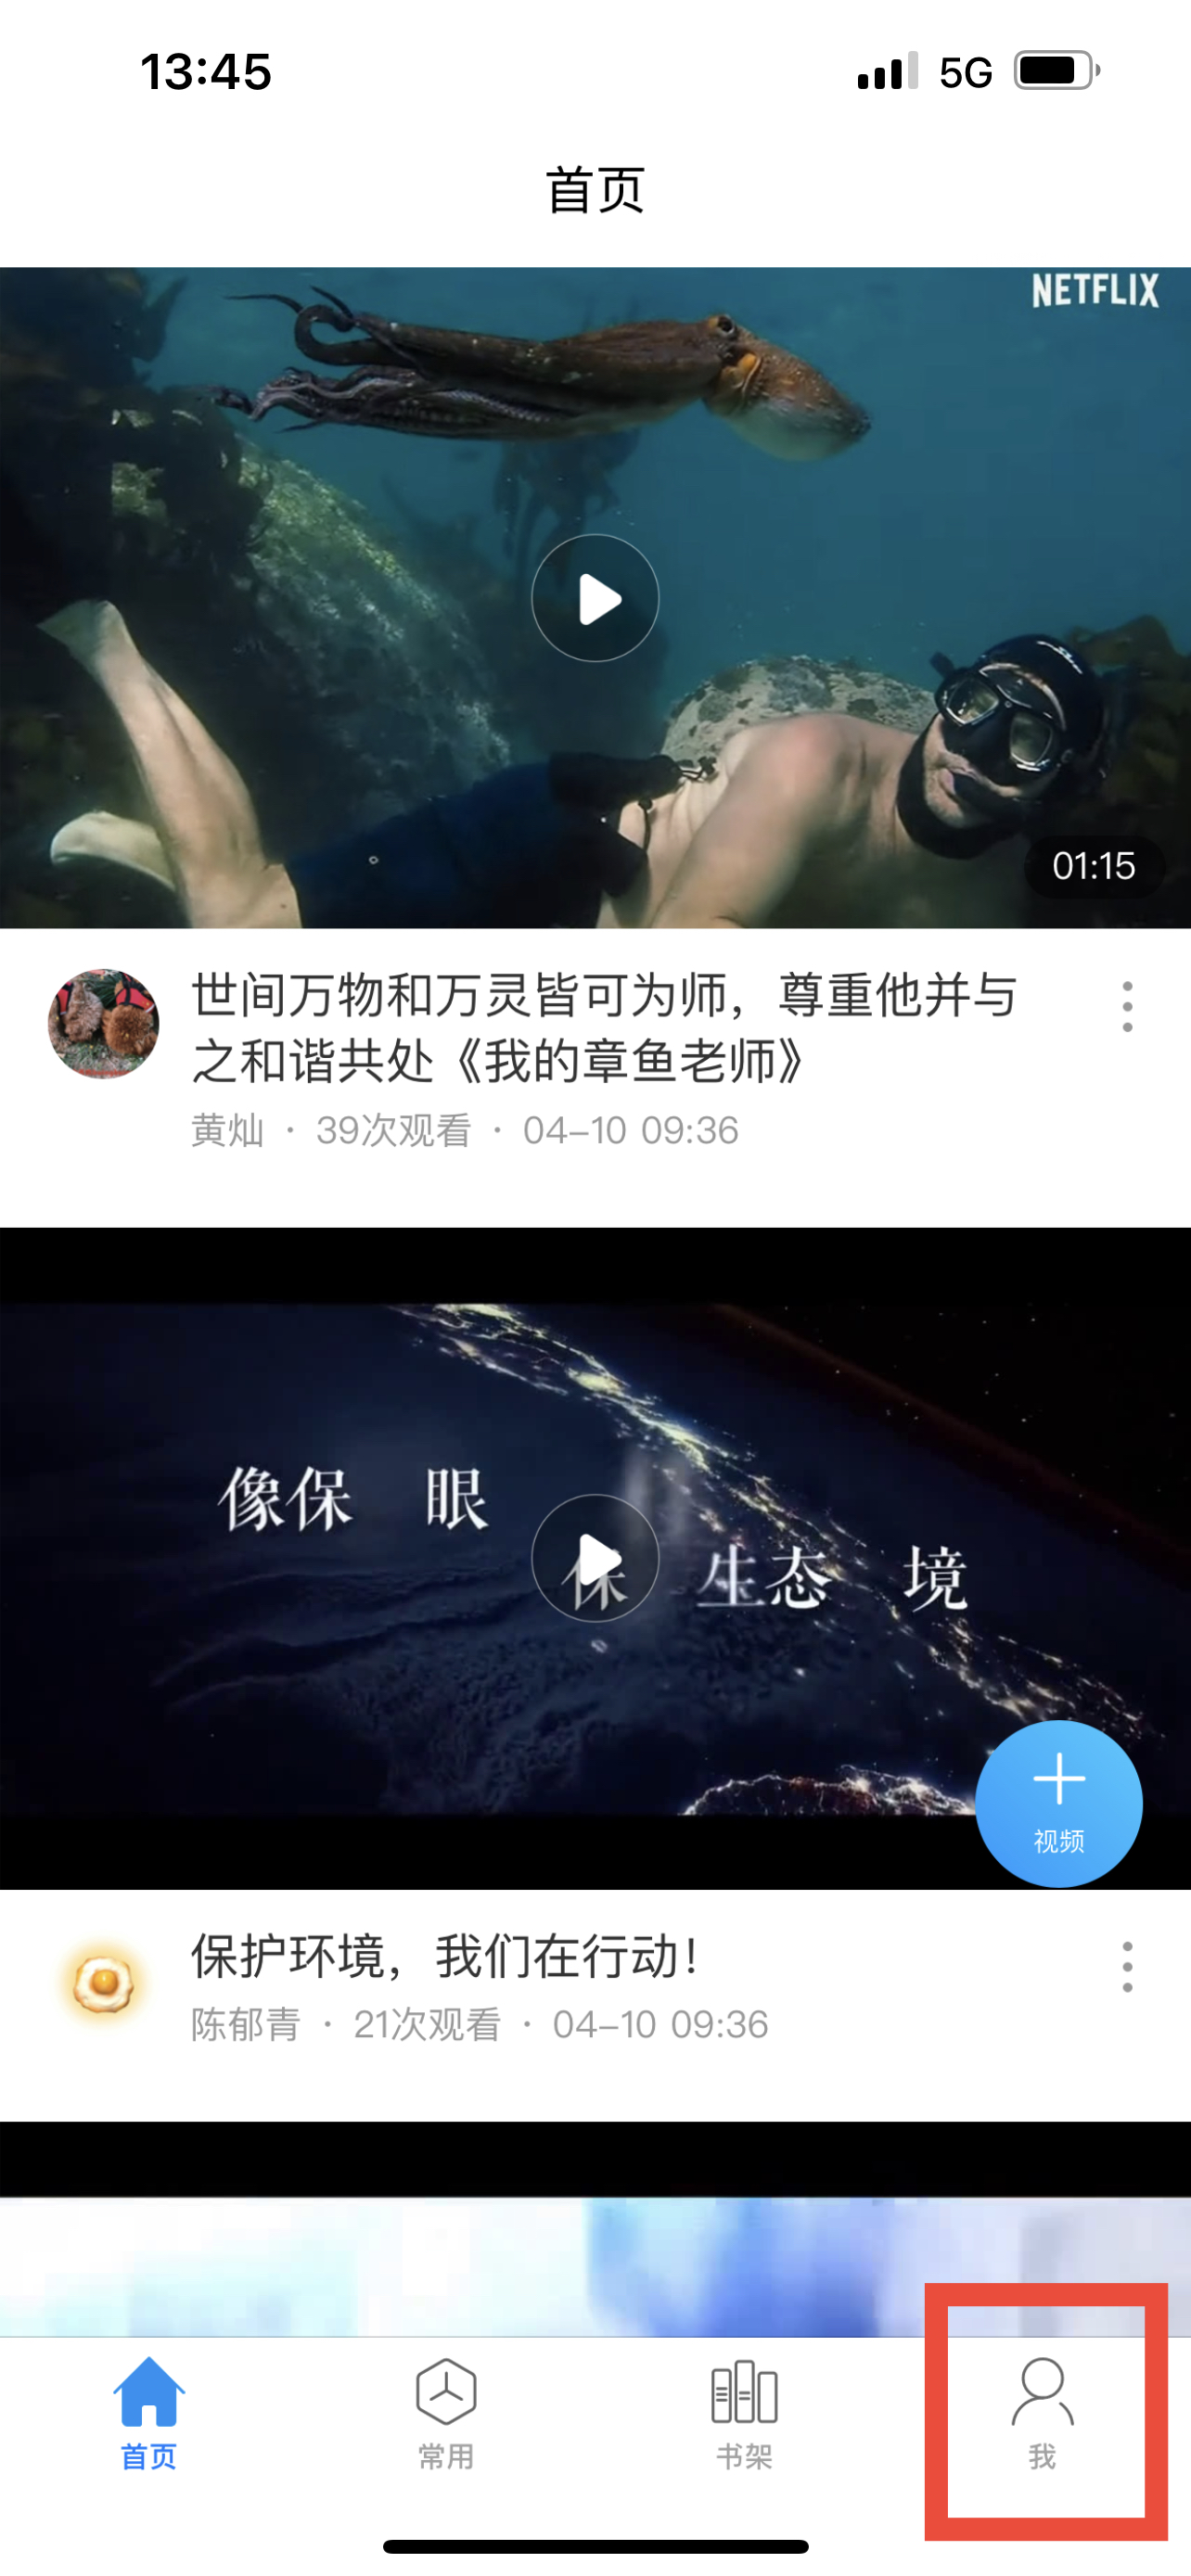 13:45
5G
首页
NETFLIX
01:15
世间万物和万灵皆可为师，尊重他并与
之和谐共处《我的章鱼老师》
黄灿 · 39次观看 · 04-10 09:36
像保 眼
保 生态 境
视频
保护环境，我们在行动！
陈郁青 · 21次观看 · 04-10 09:36
首页
常用
书架
我